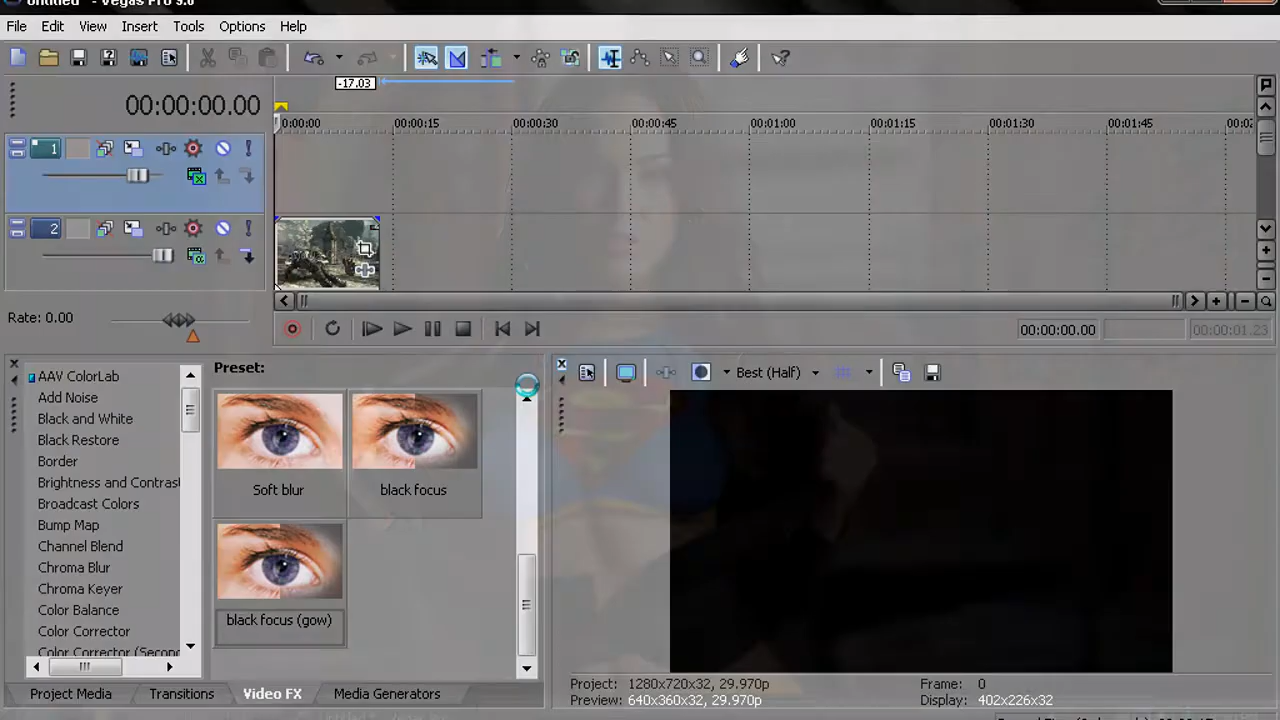 Untitled * - Vegas Pro 9.0
File Edit View Insert Tools Options Help
-17.03
00:00:00.00
0:00:00 00:00:15 00:00:30 00:00:45 00:01:00 00:01:15 00:01:30 00:01:45
1
2
Rate: 0.00
00:00:00.00 00:00:01.23
AAV ColorLab
Add Noise
Black and White
Black Restore
Border
Brightness and Contrast
Broadcast Colors
Bump Map
Channel Blend
Chroma Blur
Chroma Keyer
Color Balance
Color Corrector
Color Corrector (Second
Preset:
Soft blur
black focus
black focus (gow)
Best (Half)
Project Media Transitions Video FX Media Generators
Project: 1280x720x32, 29.970p
Preview: 640x360x32, 29.970p
Frame: 0
Display: 402x226x32